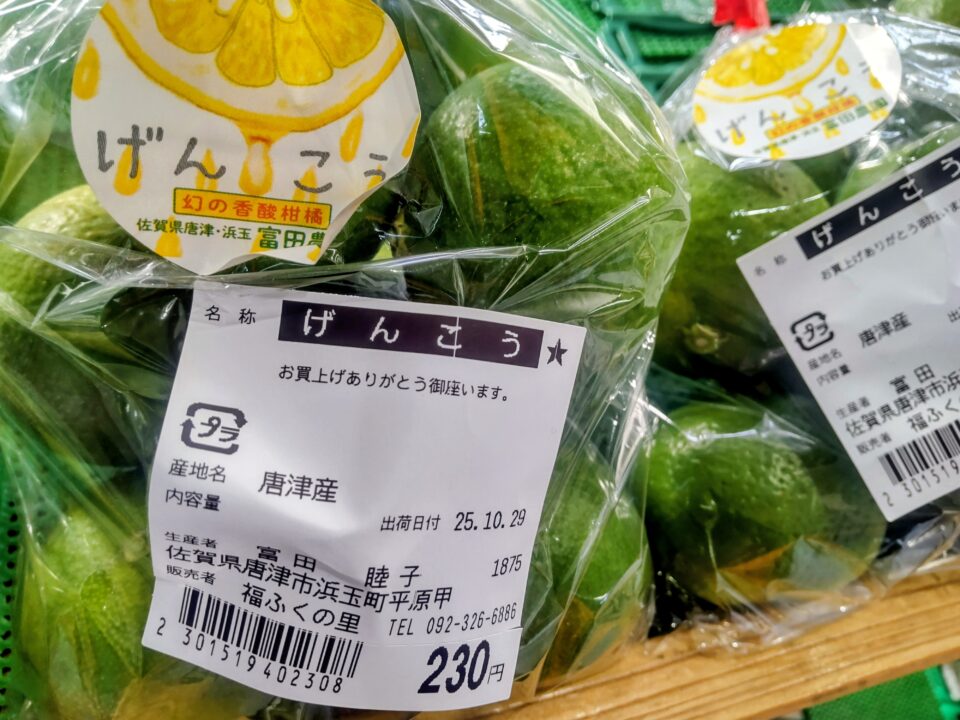 げんこう
幻の香酸柑橘
佐賀県唐津・浜玉 富田農
名称 げんこう ★
お買上げありがとう御座います。
プラ
産地名 唐津産
内容量
出荷日付 25.10.29
生産者 富田 睦子 1875
佐賀県唐津市浜玉町平原甲
販売者 福ふくの里 TEL 092-326-6886
2 301519 402308
230円
げんこう
名称 げんこう
お買上げありがとう御座いま
プラ
産地名 唐津産
内容量
生産者 富田
佐賀県唐津市浜
販売者 福ふくの
2 301519